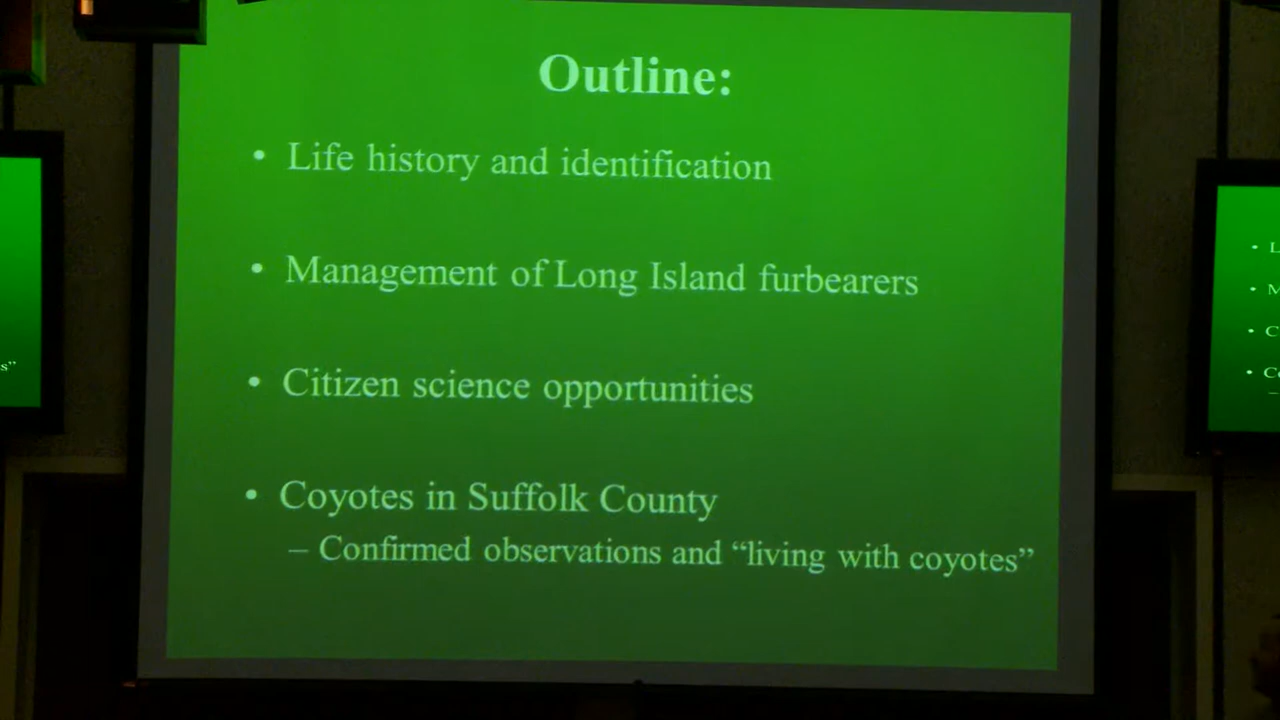 Outline:
• Life history and identification
• Management of Long Island furbearers
• Citizen science opportunities
• Coyotes in Suffolk County
– Confirmed observations and “living with coyotes”
s”
• L
• M
• C
• Co
–